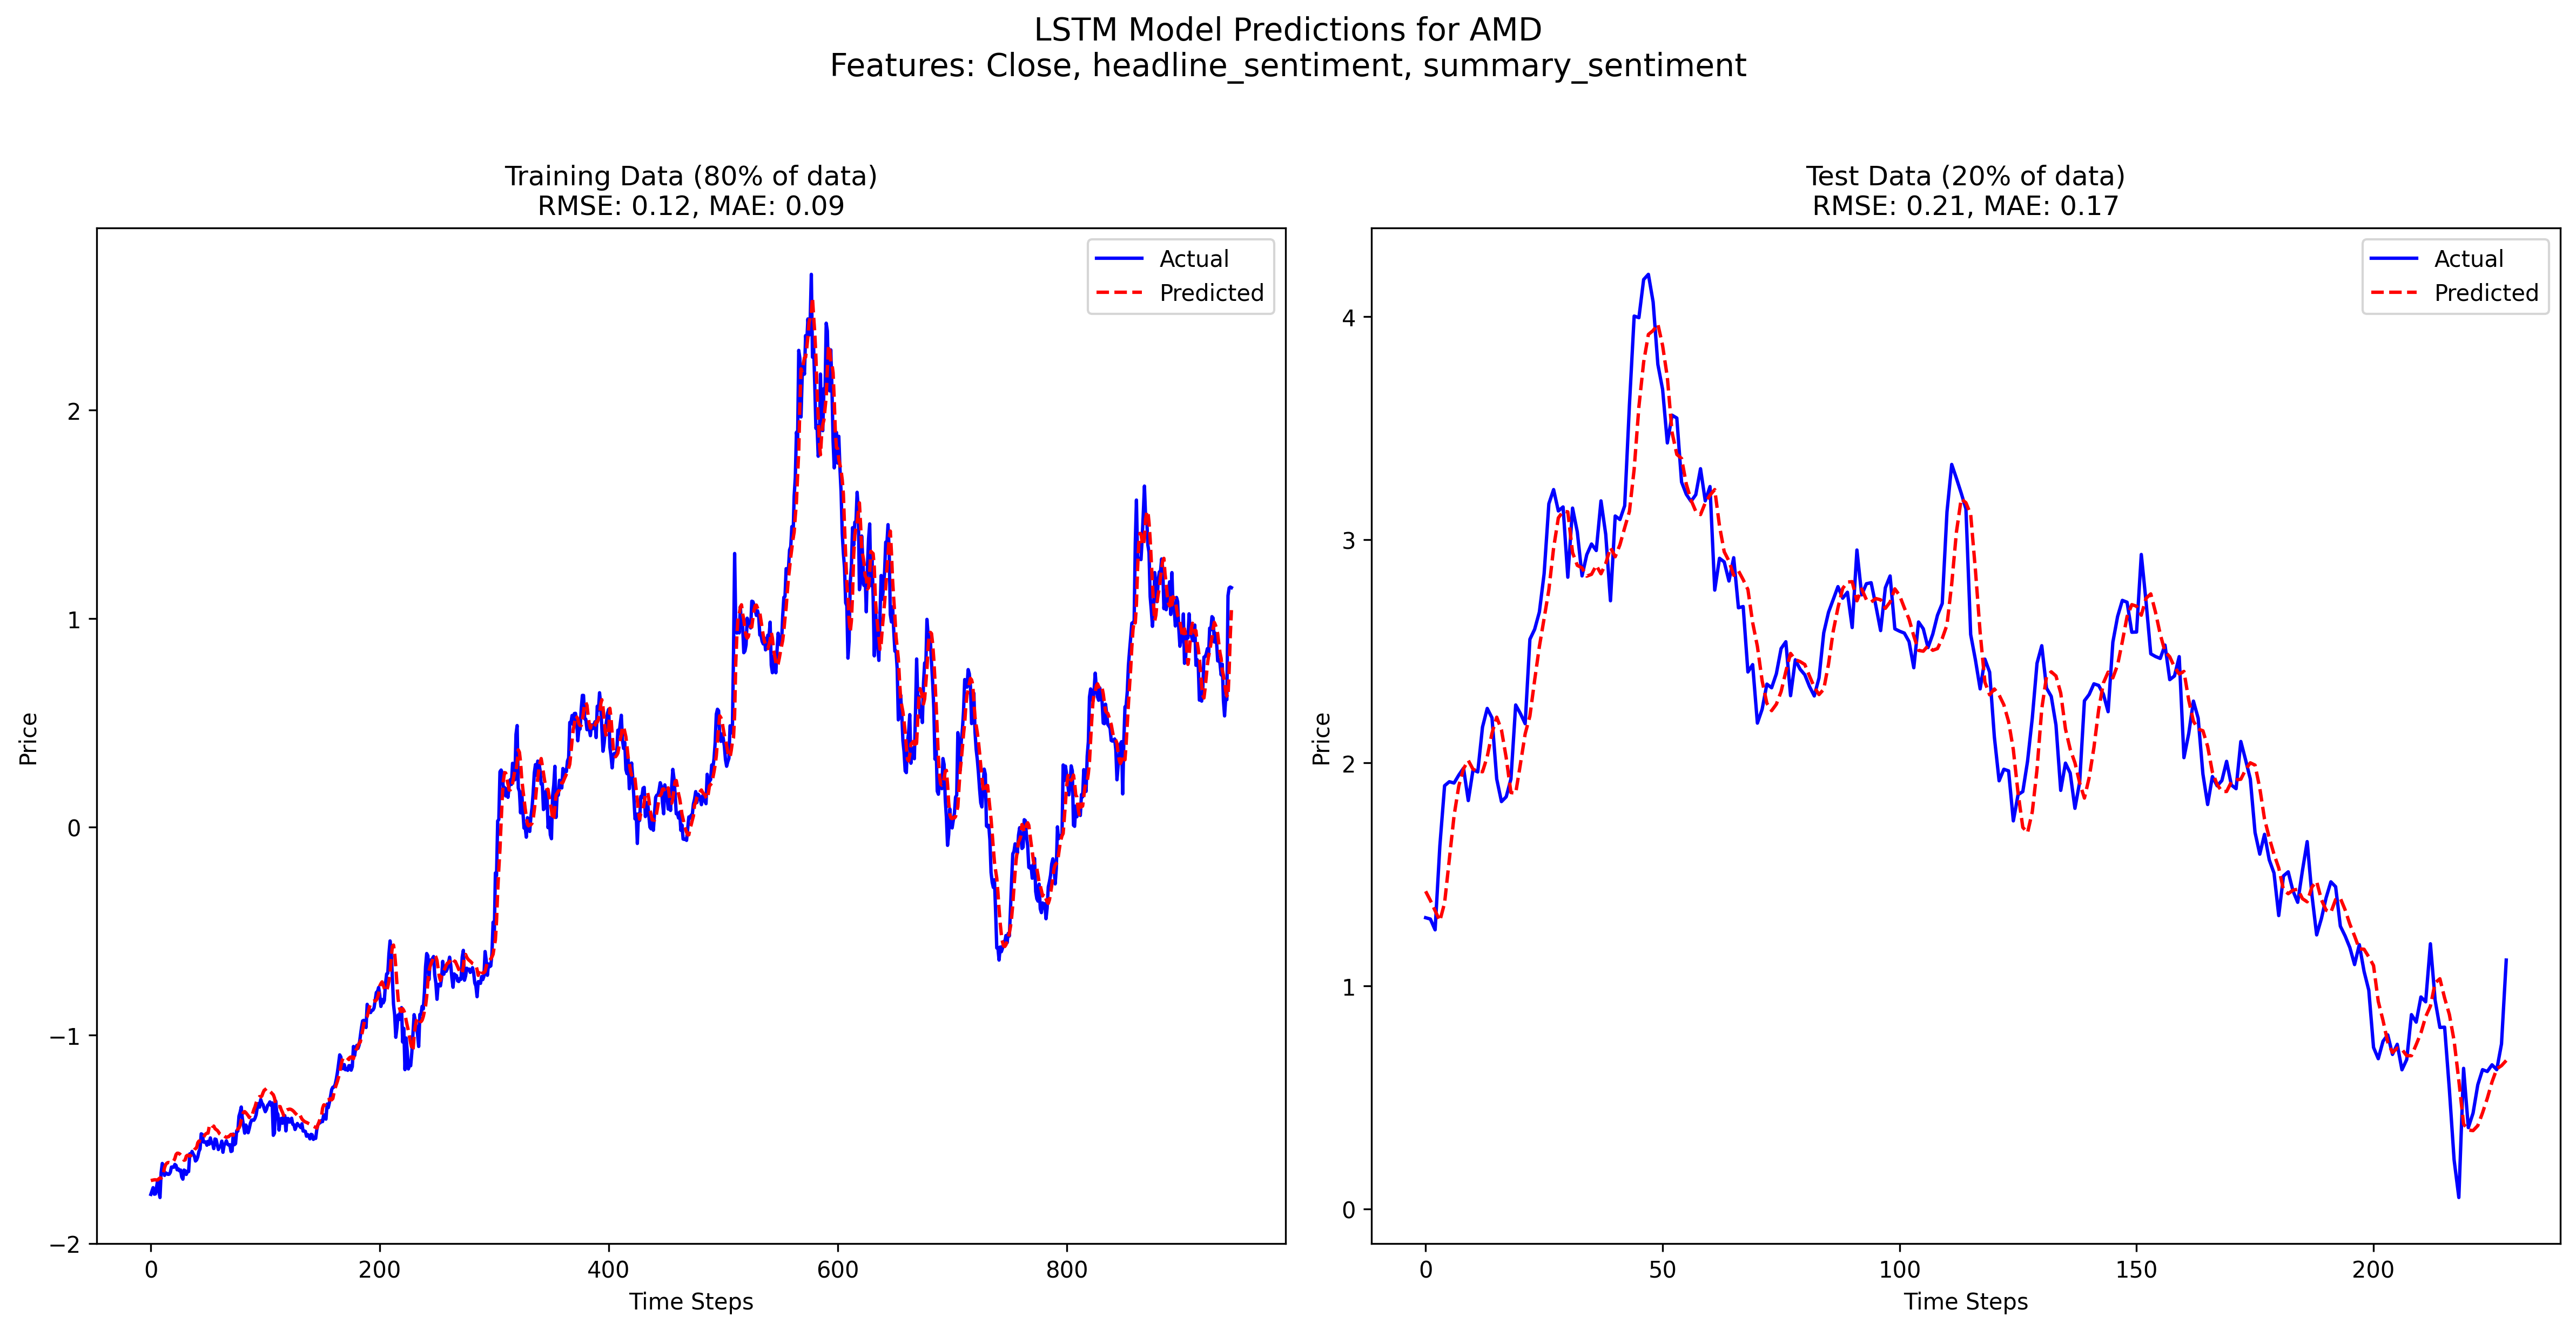 LSTM Model Predictions for AMD
Features: Close, headline_sentiment, summary_sentiment
Training Data (80% of data)
RMSE: 0.12, MAE: 0.09
Actual
Predicted
Price
2
1
0
−1
−2
0
200
400
600
800
Time Steps
Test Data (20% of data)
RMSE: 0.21, MAE: 0.17
Actual
Predicted
Price
4
3
2
1
0
0
50
100
150
200
Time Steps